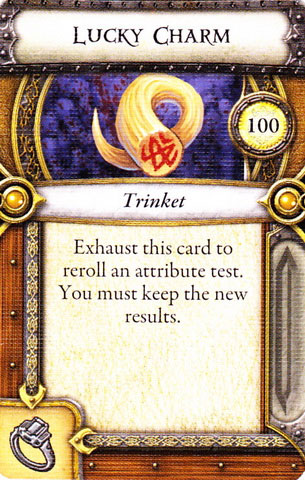 Lucky Charm
100
Trinket
Exhaust this card to
reroll an attribute test.
You must keep the new
results.